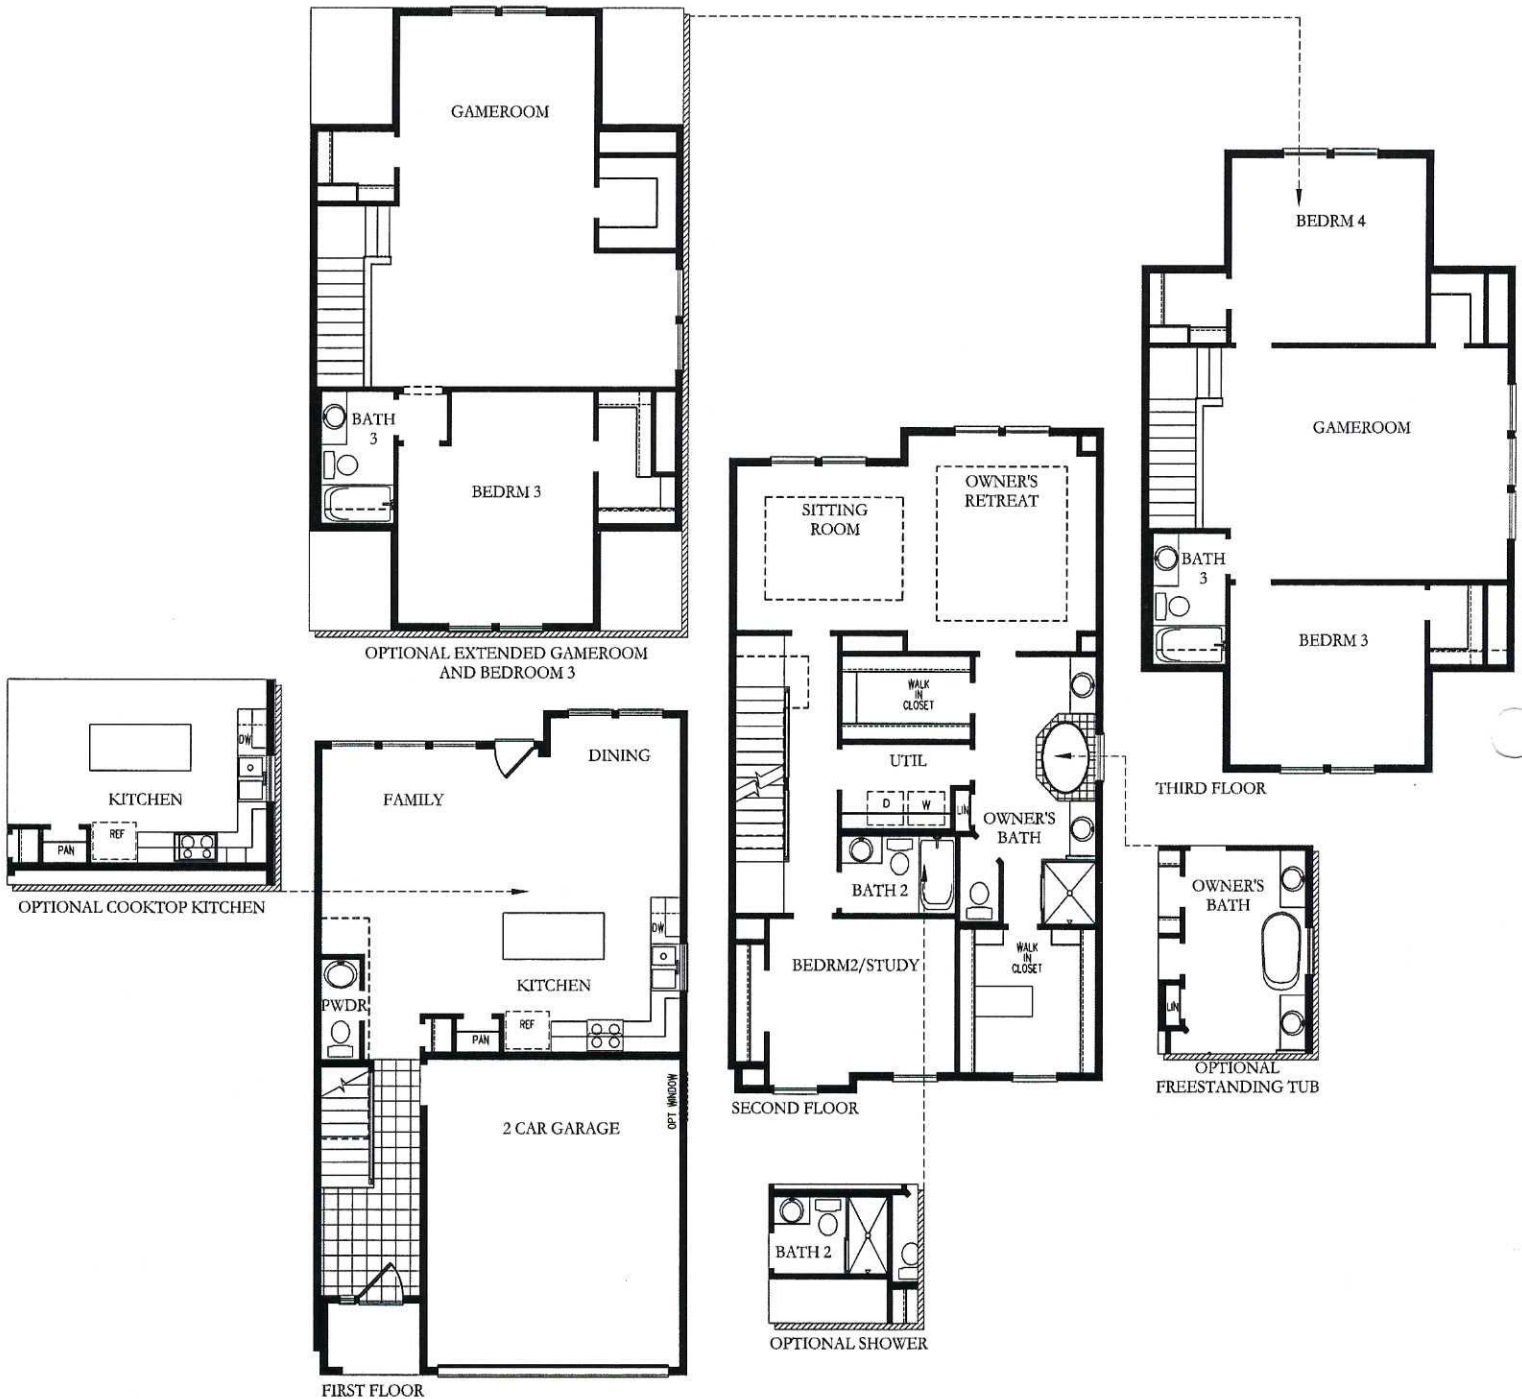 GAMEROOM
BATH
3
BEDRM 3
OPTIONAL EXTENDED GAMEROOM
AND BEDROOM 3
BEDRM 4
GAMEROOM
BATH
3
BEDRM 3
THIRD FLOOR
SITTING
ROOM
OWNER'S
RETREAT
WALK
IN
CLOSET
UTIL
D
W
LIN
OWNER'S
BATH
BATH 2
BEDRM2/STUDY
WALK
IN
CLOSET
SECOND FLOOR
DW
KITCHEN
REF
PAN
OPTIONAL COOKTOP KITCHEN
DINING
FAMILY
DW
KITCHEN
PWDR
REF
PAN
OPT WINDOW
2 CAR GARAGE
FIRST FLOOR
OWNER'S
BATH
LIN
OPTIONAL
FREESTANDING TUB
BATH 2
OPTIONAL SHOWER